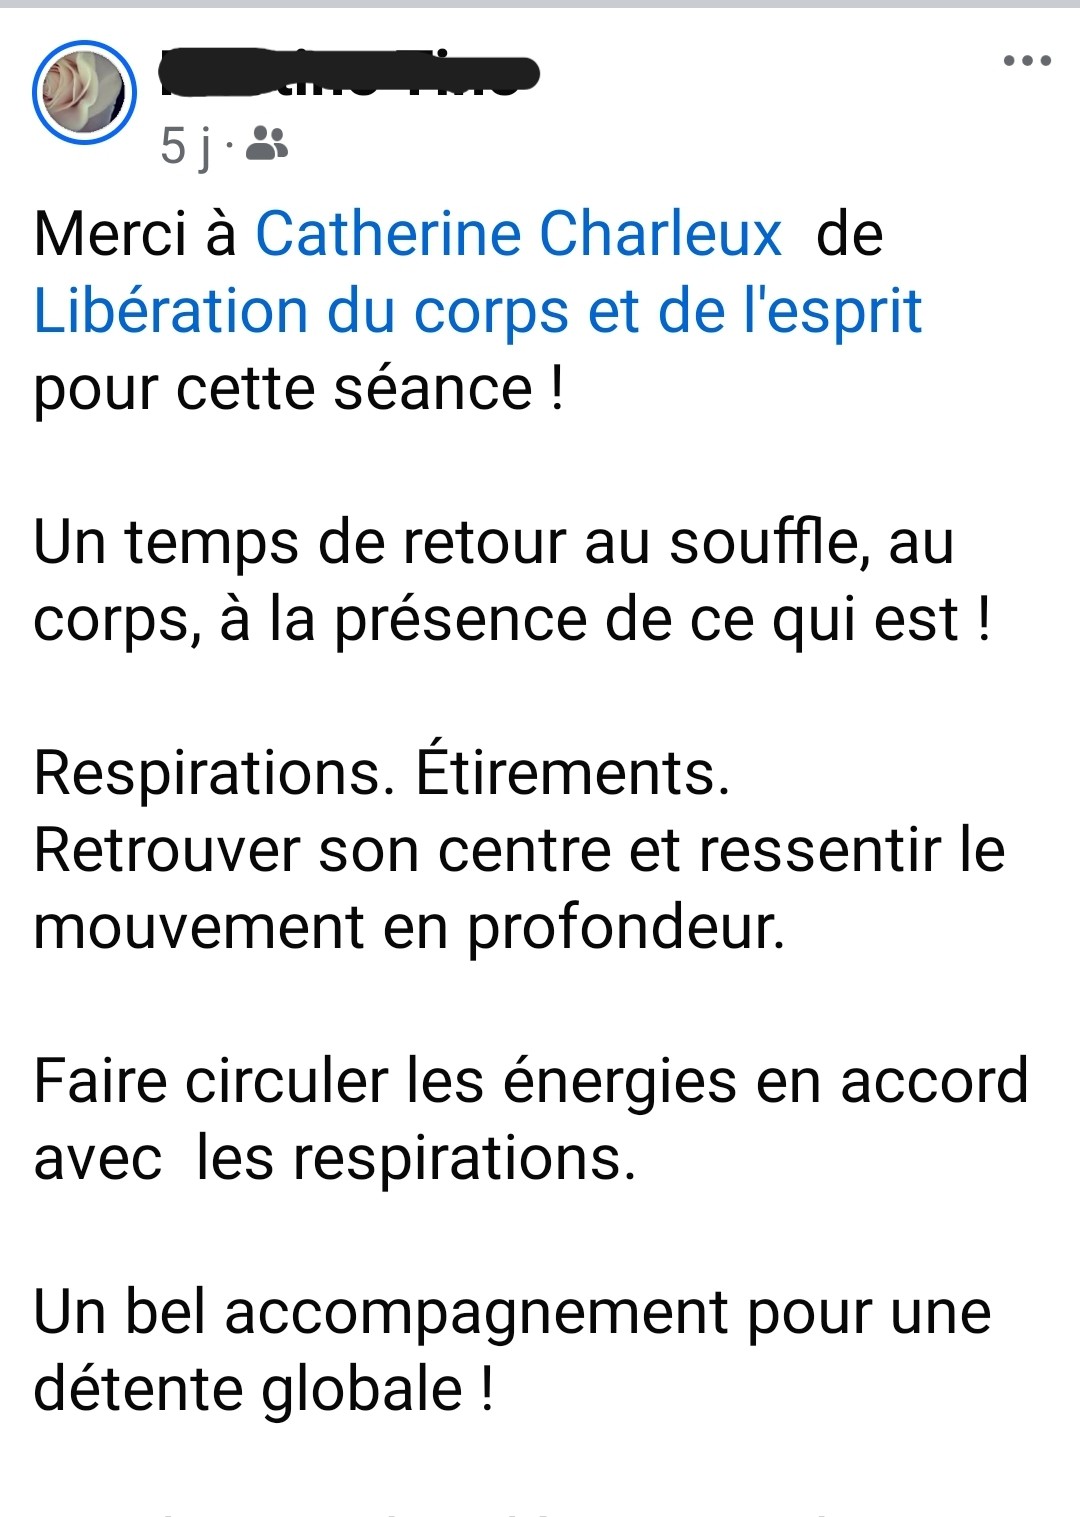 5 j ·
Merci à Catherine Charleux de
Libération du corps et de l'esprit
pour cette séance !
Un temps de retour au souffle, au
corps, à la présence de ce qui est !
Respirations. Étirements.
Retrouver son centre et ressentir le
mouvement en profondeur.
Faire circuler les énergies en accord
avec les respirations.
Un bel accompagnement pour une
détente globale !